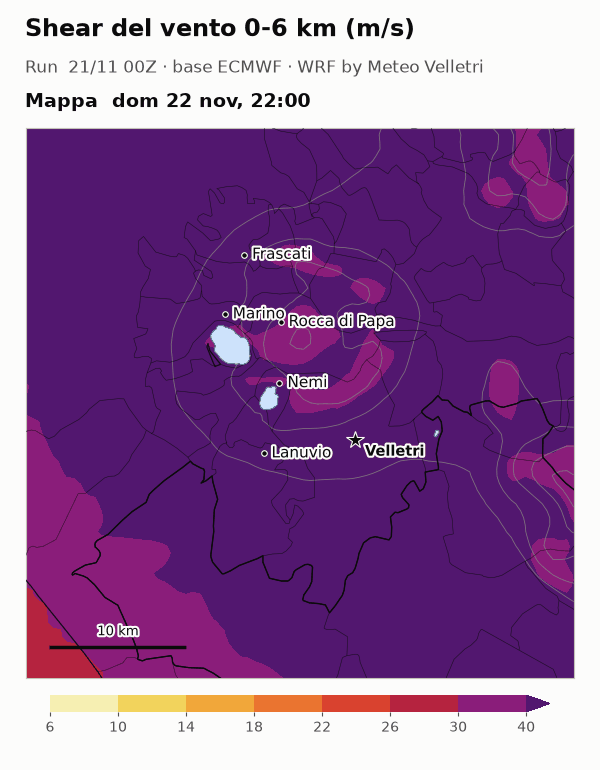 Shear del vento 0-6 km (m/s)
Run  21/11 00Z · base ECMWF · WRF by Meteo Velletri
Mappa  dom 22 nov, 22:00
Frascati
Marino
Rocca di Papa
Nemi
Velletri
Lanuvio
10 km
6 10 14 18 22 26 30 40